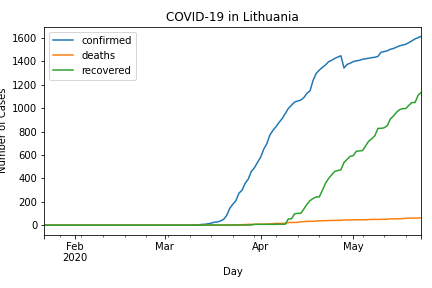 COVID-19 in Lithuania
confirmed
deaths
recovered
1600
1400
1200
1000
800
600
400
200
0
Number of Cases
Feb
2020
Mar
Apr
May
Day